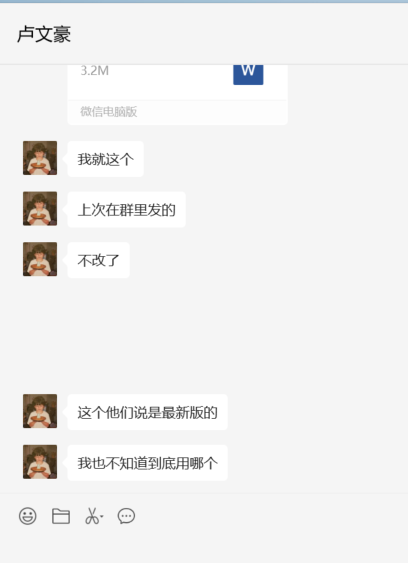 卢文豪
3.2M
W
微信电脑版
我就这个
上次在群里发的
不改了
这个他们说是最新版的
我也不知道到底用哪个